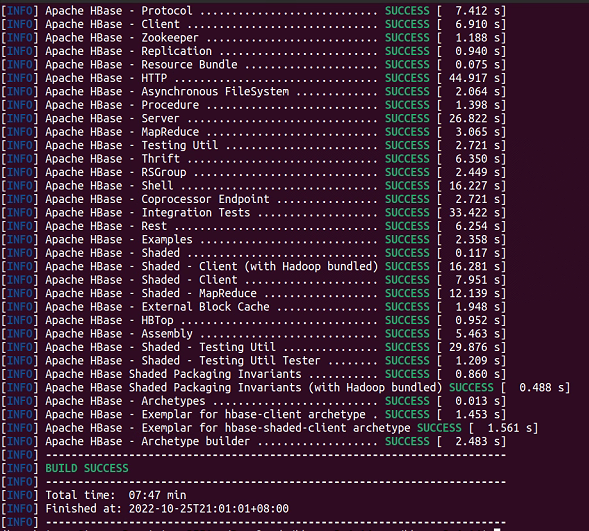 [INFO] Apache HBase - Protocol ........................... SUCCESS [  7.412 s]
[INFO] Apache HBase - Client ............................. SUCCESS [  6.910 s]
[INFO] Apache HBase - Zookeeper .......................... SUCCESS [  1.188 s]
[INFO] Apache HBase - Replication ........................ SUCCESS [  0.940 s]
[INFO] Apache HBase - Resource Bundle .................... SUCCESS [  0.075 s]
[INFO] Apache HBase - HTTP ............................... SUCCESS [ 44.917 s]
[INFO] Apache HBase - Asynchronous FileSystem ............ SUCCESS [  2.064 s]
[INFO] Apache HBase - Procedure .......................... SUCCESS [  1.398 s]
[INFO] Apache HBase - Server ............................. SUCCESS [ 26.822 s]
[INFO] Apache HBase - MapReduce .......................... SUCCESS [  3.065 s]
[INFO] Apache HBase - Testing Util ....................... SUCCESS [  2.721 s]
[INFO] Apache HBase - Thrift ............................. SUCCESS [  6.350 s]
[INFO] Apache HBase - RSGroup ............................ SUCCESS [  2.449 s]
[INFO] Apache HBase - Shell .............................. SUCCESS [ 16.227 s]
[INFO] Apache HBase - Coprocessor Endpoint ............... SUCCESS [  2.721 s]
[INFO] Apache HBase - Integration Tests .................. SUCCESS [ 33.422 s]
[INFO] Apache HBase - Rest ............................... SUCCESS [  6.254 s]
[INFO] Apache HBase - Examples ........................... SUCCESS [  2.358 s]
[INFO] Apache HBase - Shaded ............................. SUCCESS [  0.117 s]
[INFO] Apache HBase - Shaded - Client (with Hadoop bundled) SUCCESS [ 16.281 s]
[INFO] Apache HBase - Shaded - Client .................... SUCCESS [  7.951 s]
[INFO] Apache HBase - Shaded - MapReduce ................. SUCCESS [ 12.139 s]
[INFO] Apache HBase - External Block Cache ............... SUCCESS [  1.948 s]
[INFO] Apache HBase - HBTop .............................. SUCCESS [  0.952 s]
[INFO] Apache HBase - Assembly ........................... SUCCESS [  5.463 s]
[INFO] Apache HBase - Shaded - Testing Util .............. SUCCESS [ 29.876 s]
[INFO] Apache HBase - Shaded - Testing Util Tester ....... SUCCESS [  1.209 s]
[INFO] Apache HBase Shaded Packaging Invariants .......... SUCCESS [  0.860 s]
[INFO] Apache HBase Shaded Packaging Invariants (with Hadoop bundled) SUCCESS [  0.488 s]
[INFO] Apache HBase - Archetypes ......................... SUCCESS [  0.013 s]
[INFO] Apache HBase - Exemplar for hbase-client archetype . SUCCESS [  1.453 s]
[INFO] Apache HBase - Exemplar for hbase-shaded-client archetype SUCCESS [  1.561 s]
[INFO] Apache HBase - Archetype builder .................. SUCCESS [  2.483 s]
[INFO] ------------------------------------------------------------------------
[INFO] BUILD SUCCESS
[INFO] ------------------------------------------------------------------------
[INFO] Total time:  07:47 min
[INFO] Finished at: 2022-10-25T21:01:01+08:00
[INFO] ------------------------------------------------------------------------